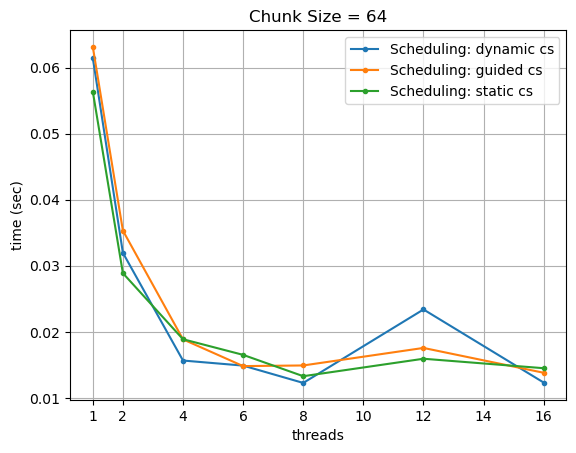 Chunk Size = 64
Scheduling: dynamic cs
Scheduling: guided cs
Scheduling: static cs
time (sec)
0.06
0.05
0.04
0.03
0.02
0.01
1 2 4 6 8 10 12 14 16
threads